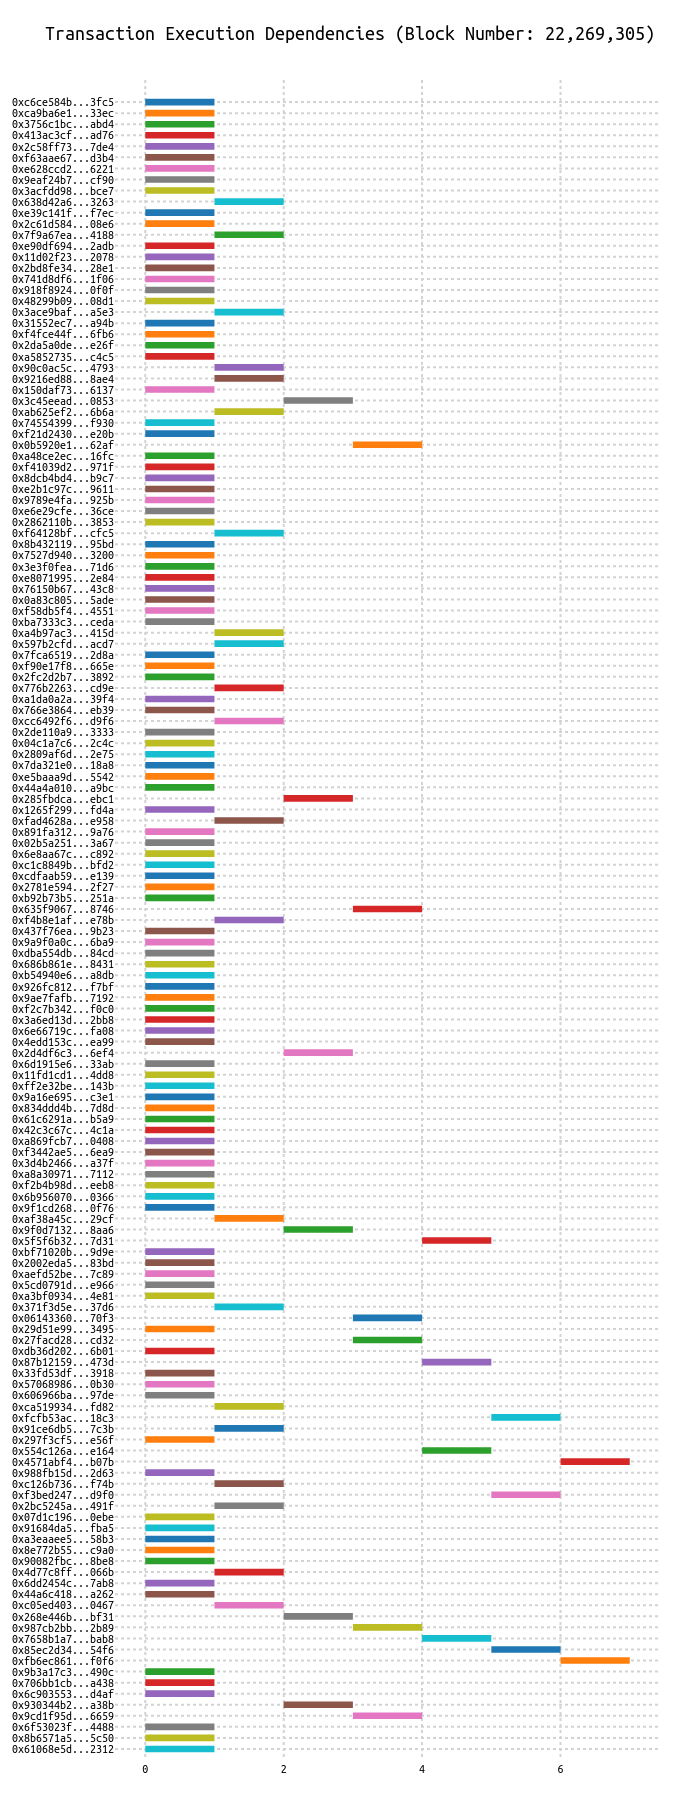 Transaction Execution Dependencies (Block Number: 22,269,305)
0xc6ce584b...3fc5
0xca9ba6e1...33ec
0x3756c1bc...abd4
0x413ac3cf...ad76
0x2c58ff73...7de4
0xf63aae67...d3b4
0xe628ccd2...6221
0x9eaf24b7...cf90
0x3acfdd98...bce7
0x638d42a6...3263
0xe39c141f...f7ec
0x2c61d584...08e6
0x7f9a67ea...4188
0xe90df694...2adb
0x11d02f23...2078
0x2bd8fe34...28e1
0x741d8df6...1f06
0x918f8924...0f0f
0x48299b09...08d1
0x3ace9baf...a5e3
0x31552ec7...a94b
0xf4fce44f...6fb6
0x2da5a0de...e26f
0xa5852735...c4c5
0x90c0ac5c...4793
0x9216ed88...8ae4
0x150daf73...6137
0x3c45eead...0853
0xab625ef2...6b6a
0x74554399...f930
0xf21d2430...e20b
0x0b5920e1...62af
0xa48ce2ec...16fc
0xf41039d2...971f
0x8dcb4bd4...b9c7
0xe2b1c97c...9611
0x9789e4fa...925b
0xe6e29cfe...36ce
0x2862110b...3853
0xf64128bf...cfc5
0x8b432119...95bd
0x7527d940...3200
0x3e3f0fea...71d6
0xe8071995...2e84
0x76150b67...43c8
0x0a83c805...5ade
0xf58db5f4...4551
0xba7333c3...ceda
0xa4b97ac3...415d
0x597b2cfd...acd7
0x7fca6519...2d8a
0xf90e17f8...665e
0x2fc2d2b7...3892
0x776b2263...cd9e
0xa1da0a2a...39f4
0x766e3864...eb39
0xcc6492f6...d9f6
0x2de110a9...3333
0x04c1a7c6...2c4c
0x2809af6d...2e75
0x7da321e0...18a8
0xe5baaa9d...5542
0x44a4a010...a9bc
0x285fbdca...ebc1
0x1265f299...fd4a
0xfad4628a...e958
0x891fa312...9a76
0x02b5a251...3a67
0x6e8aa67c...c892
0xc1c8849b...bfd2
0xcdfaab59...e139
0x2781e594...2f27
0xb92b73b5...251a
0x635f9067...8746
0xf4b8e1af...e78b
0x437f76ea...9b23
0x9a9f0a0c...6ba9
0xdba554db...84cd
0x686b861e...8431
0xb54940e6...a8db
0x926fc812...f7bf
0x9ae7fafb...7192
0xf2c7b342...f0c0
0x3a6ed13d...2bb8
0x6e66719c...fa08
0x4edd153c...ea99
0x2d4df6c3...6ef4
0x6d1915e6...33ab
0x11fd1cd1...4dd8
0xff2e32be...143b
0x9a16e695...c3e1
0x834ddd4b...7d8d
0x61c6291a...b5a9
0x42c3c67c...4c1a
0xa869fcb7...0408
0xf3442ae5...6ea9
0x3d4b2466...a37f
0xa8a30971...7112
0xf2b4b98d...eeb8
0x6b956070...0366
0x9f1cd268...0f76
0xaf38a45c...29cf
0x9f0d7132...8aa6
0x5f5f6b32...7d31
0xbf71020b...9d9e
0x2002eda5...83bd
0xaefd52be...7c89
0x5cd0791d...e966
0xa3bf0934...4e81
0x371f3d5e...37d6
0x06143360...70f3
0x29d51e99...3495
0x27facd28...cd32
0xdb36d202...6b01
0x87b12159...473d
0x33fd53df...3918
0x57068986...0b30
0x606966ba...97de
0xca519934...fd82
0xfcfb53ac...18c3
0x91ce6db5...7c3b
0x297f3cf5...e56f
0x554c126a...e164
0x4571abf4...b07b
0x988fb15d...2d63
0xc126b736...f74b
0xf3bed247...d9f0
0x2bc5245a...491f
0x07d1c196...0ebe
0x91684da5...fba5
0xa3eaaee5...58b3
0x8e772b55...c9a0
0x90082fbc...8be8
0x4d77c8ff...066b
0x6dd2454c...7ab8
0x44a6c418...a262
0xc05ed403...0467
0x268e446b...bf31
0x987cb2bb...2b89
0x7658b1a7...bab8
0x85ec2d34...54f6
0xfb6ec861...f0f6
0x9b3a17c3...490c
0x706bb1cb...a438
0x6c903553...d4af
0x930344b2...a38b
0x9cd1f95d...6659
0x6f53023f...4488
0x8b6571a5...5c50
0x61068e5d...2312
0 2 4 6